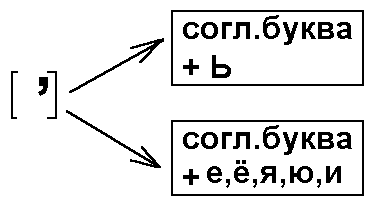 согл.буква
+ Ь
[ ’ ]
согл.буква
+ е,ё,я,ю,и